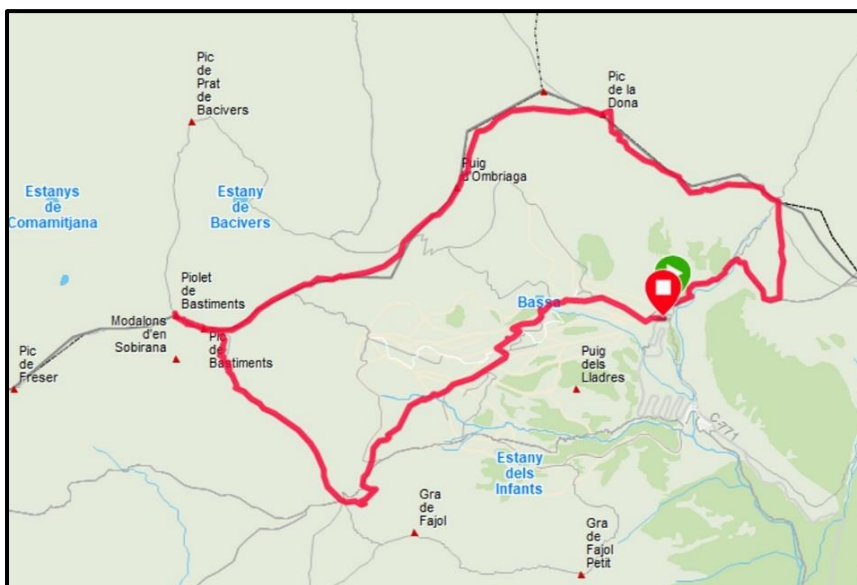 Pic
de
Prat
de
Bacivers
Pic
de la
Dona
Puig
d'Ombriaga
Estanys
de
Comamitjana
Estany
de
Bacivers
Piolet de
Bastiments
Bassa
Modalons
d'en
Sobirana
Pic
de Bastiments
Pic
de
Freser
Puig
dels
Lladres
C-771
Estany
dels
Infants
Gra
de
Fajol
Gra
de
Fajol
Petit